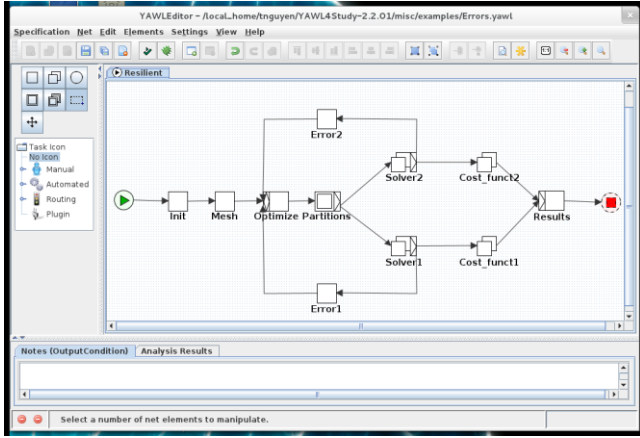 YAWLEditor - /local_home/tnguyen/YAWL4Study-2.2.01/misc/examples/Errors.yawl
Specification Net Edit Elements Settings View Help
Resilient
Task Icon
No Icon
Manual
Automated
Routing
Plugin
Error2
Solver2 Cost_funct2
Init Mesh Optimize Partitions Results
Solver1 Cost_funct1
Error1
Notes (OutputCondition) Analysis Results
Select a number of net elements to manipulate.